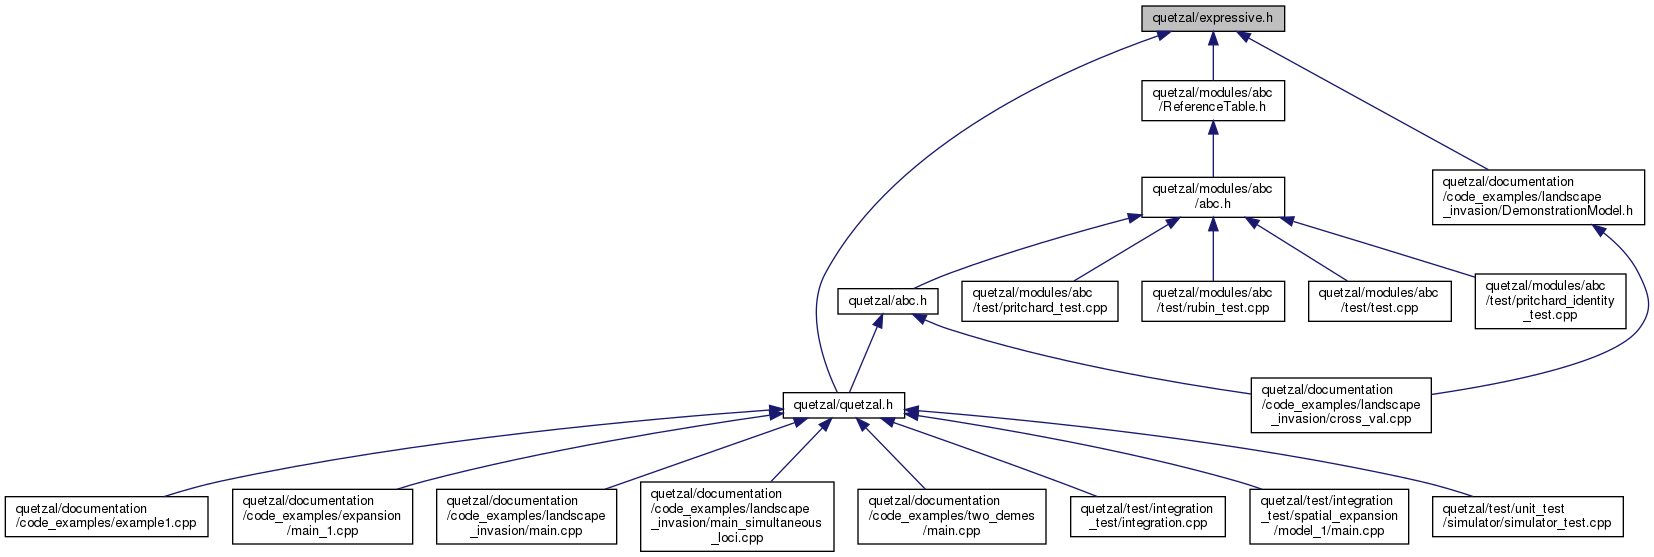 quetzal/expressive.h
quetzal/modules/abc
/ReferenceTable.h
quetzal/modules/abc
/abc.h
quetzal/documentation
/code_examples/landscape
_invasion/DemonstrationModel.h
quetzal/abc.h
quetzal/modules/abc
/test/pritchard_test.cpp
quetzal/modules/abc
/test/rubin_test.cpp
quetzal/modules/abc
/test/test.cpp
quetzal/modules/abc
/test/pritchard_identity
_test.cpp
quetzal/quetzal.h
quetzal/documentation
/code_examples/landscape
_invasion/cross_val.cpp
quetzal/documentation
/code_examples/example1.cpp
quetzal/documentation
/code_examples/expansion
/main_1.cpp
quetzal/documentation
/code_examples/landscape
_invasion/main.cpp
quetzal/documentation
/code_examples/landscape
_invasion/main_simultaneous
_loci.cpp
quetzal/documentation
/code_examples/two_demes
/main.cpp
quetzal/test/integration
_test/integration.cpp
quetzal/test/integration
_test/spatial_expansion
/model_1/main.cpp
quetzal/test/unit_test
/simulator/simulator_test.cpp